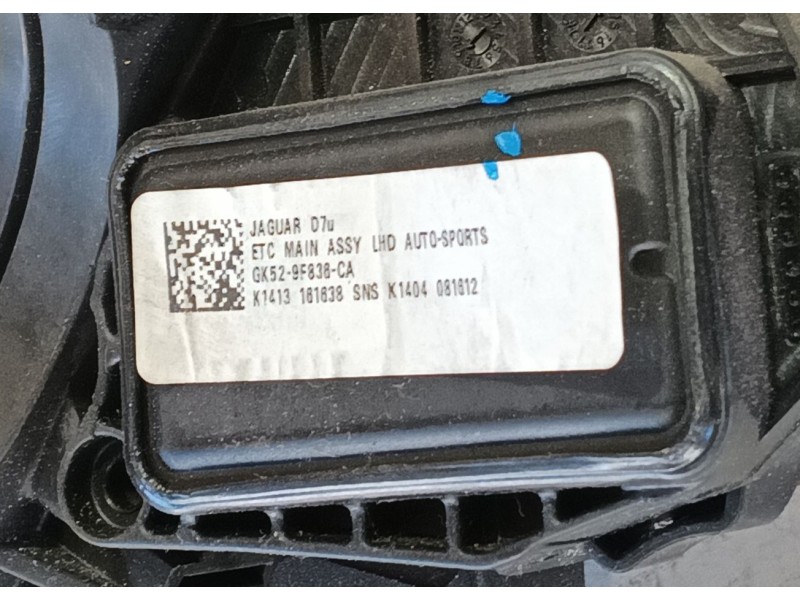 JAGUAR D7u
ETC MAIN ASSY LHD AUTO-SPORTS
GK52-9F836-CA
K1413 161638 SNS K1404 081612